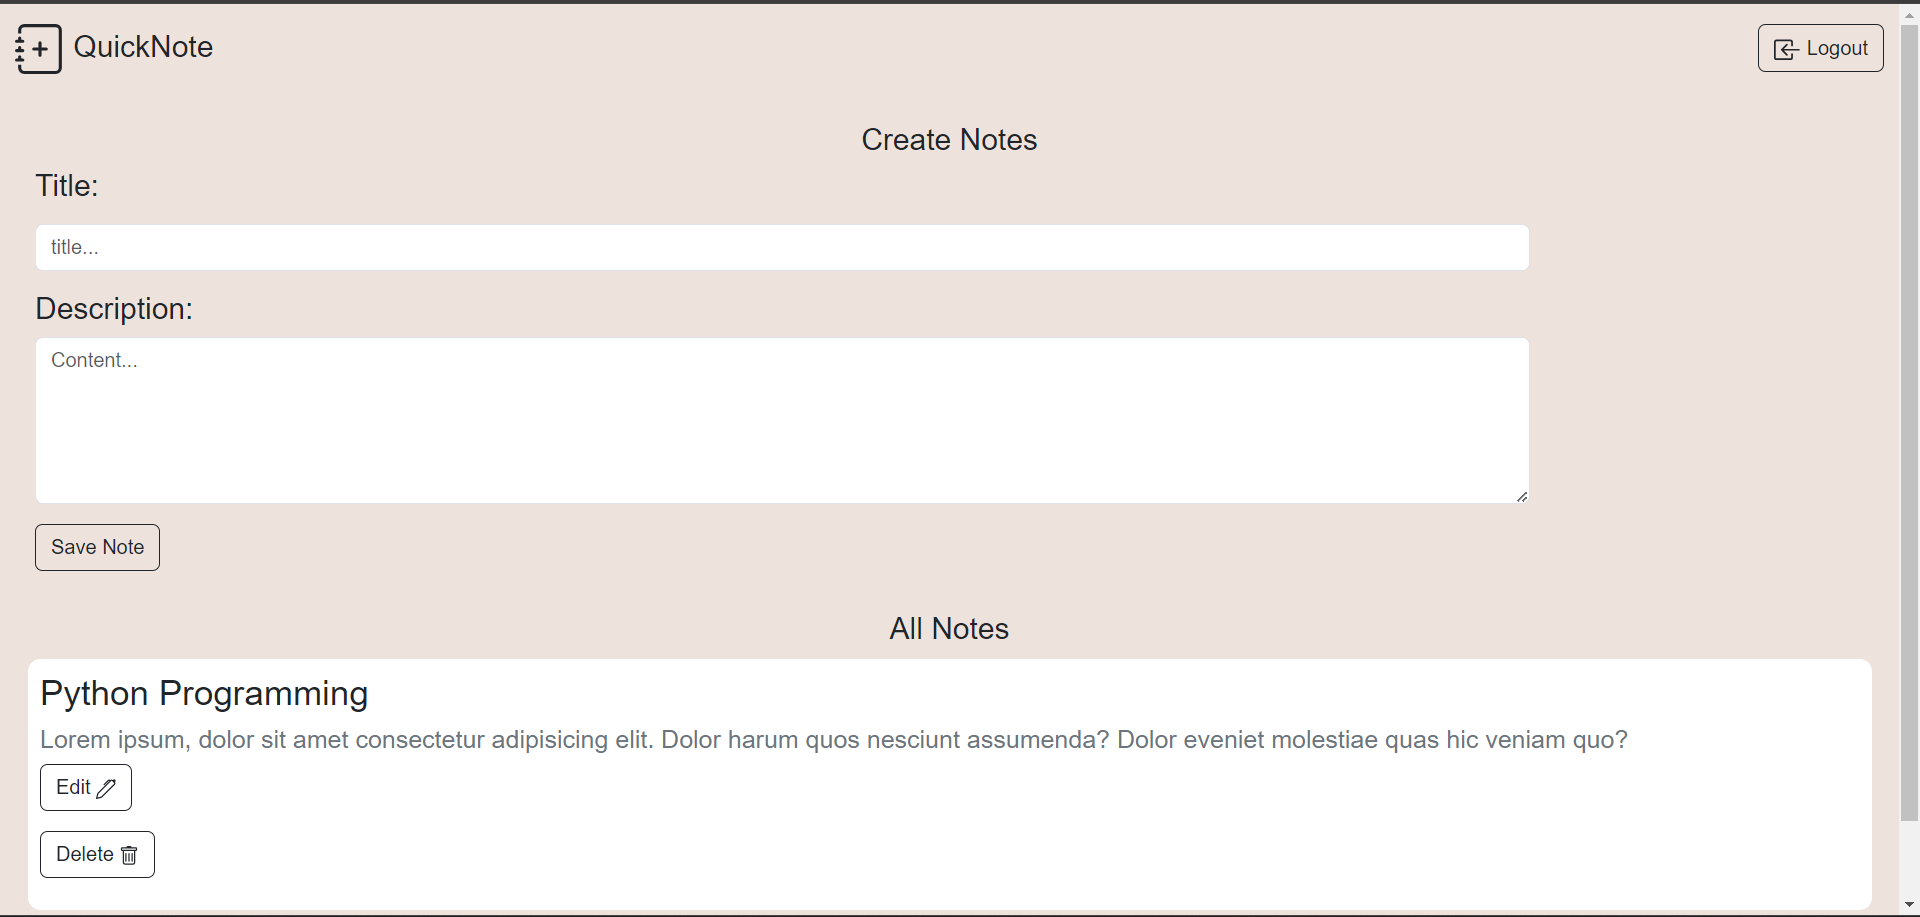 QuickNote
Logout
Create Notes
Title:
title...
Description:
Content...
Save Note
All Notes
Python Programming
Lorem ipsum, dolor sit amet consectetur adipisicing elit. Dolor harum quos nesciunt assumenda? Dolor eveniet molestiae quas hic veniam quo?
Edit
Delete